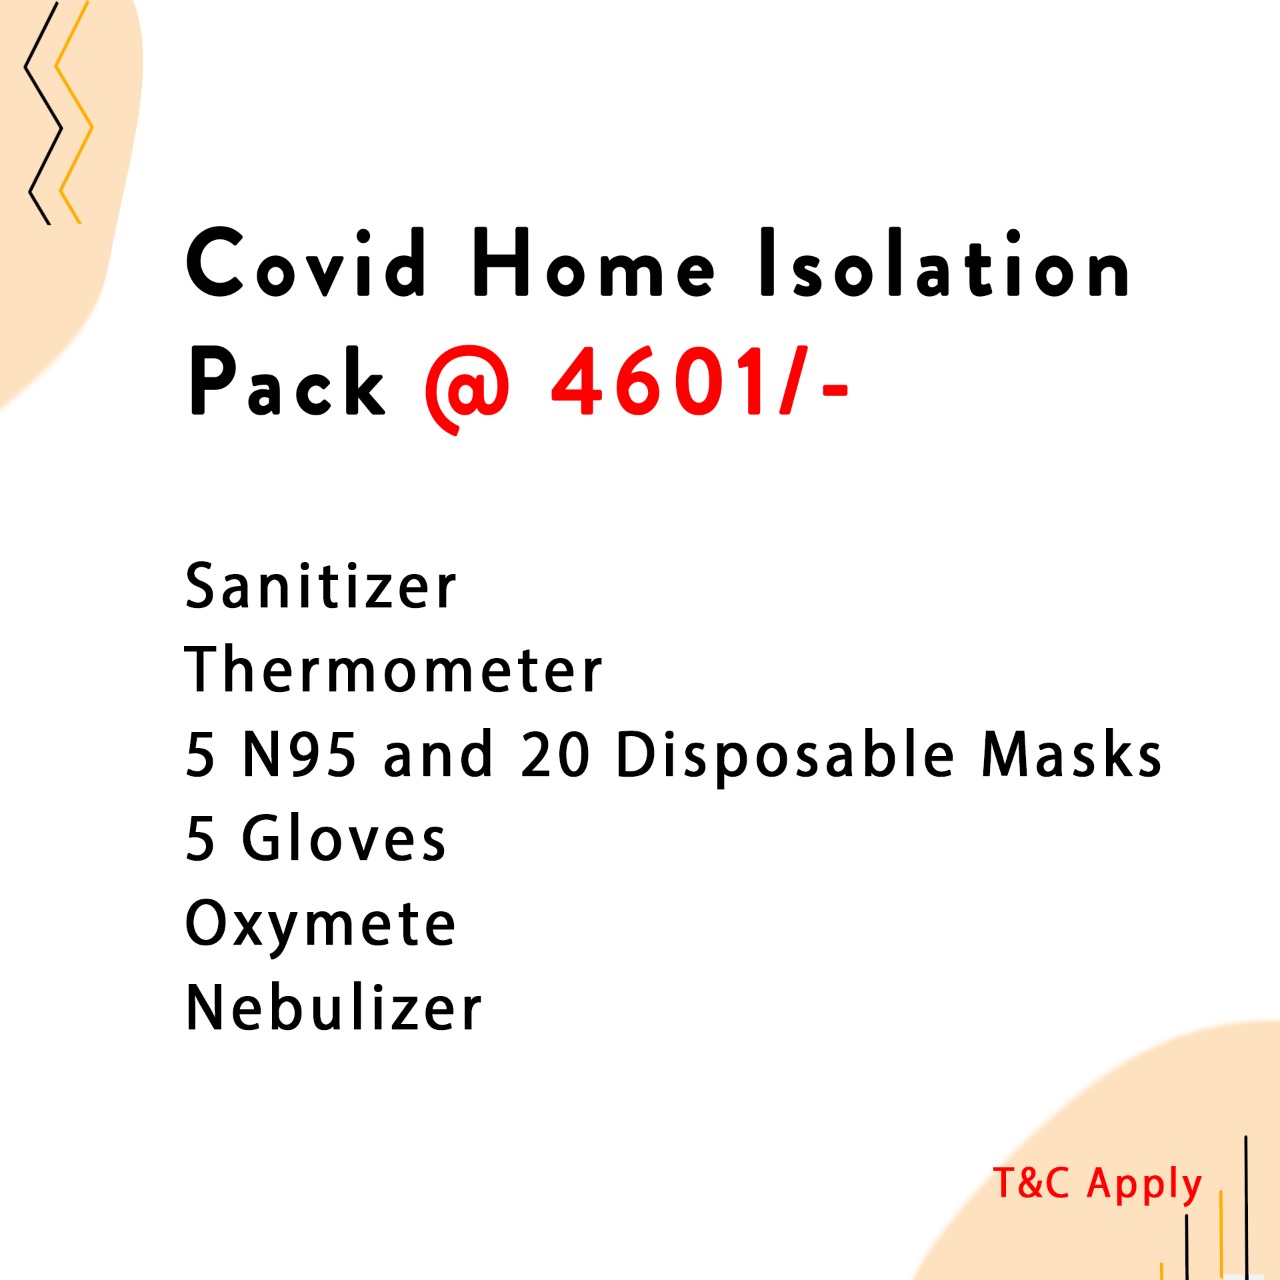 Covid Home Isolation
Pack @ 4601/-
Sanitizer
Thermometer
5 N95 and 20 Disposable Masks
5 Gloves
Oxymete
Nebulizer
T&C Apply